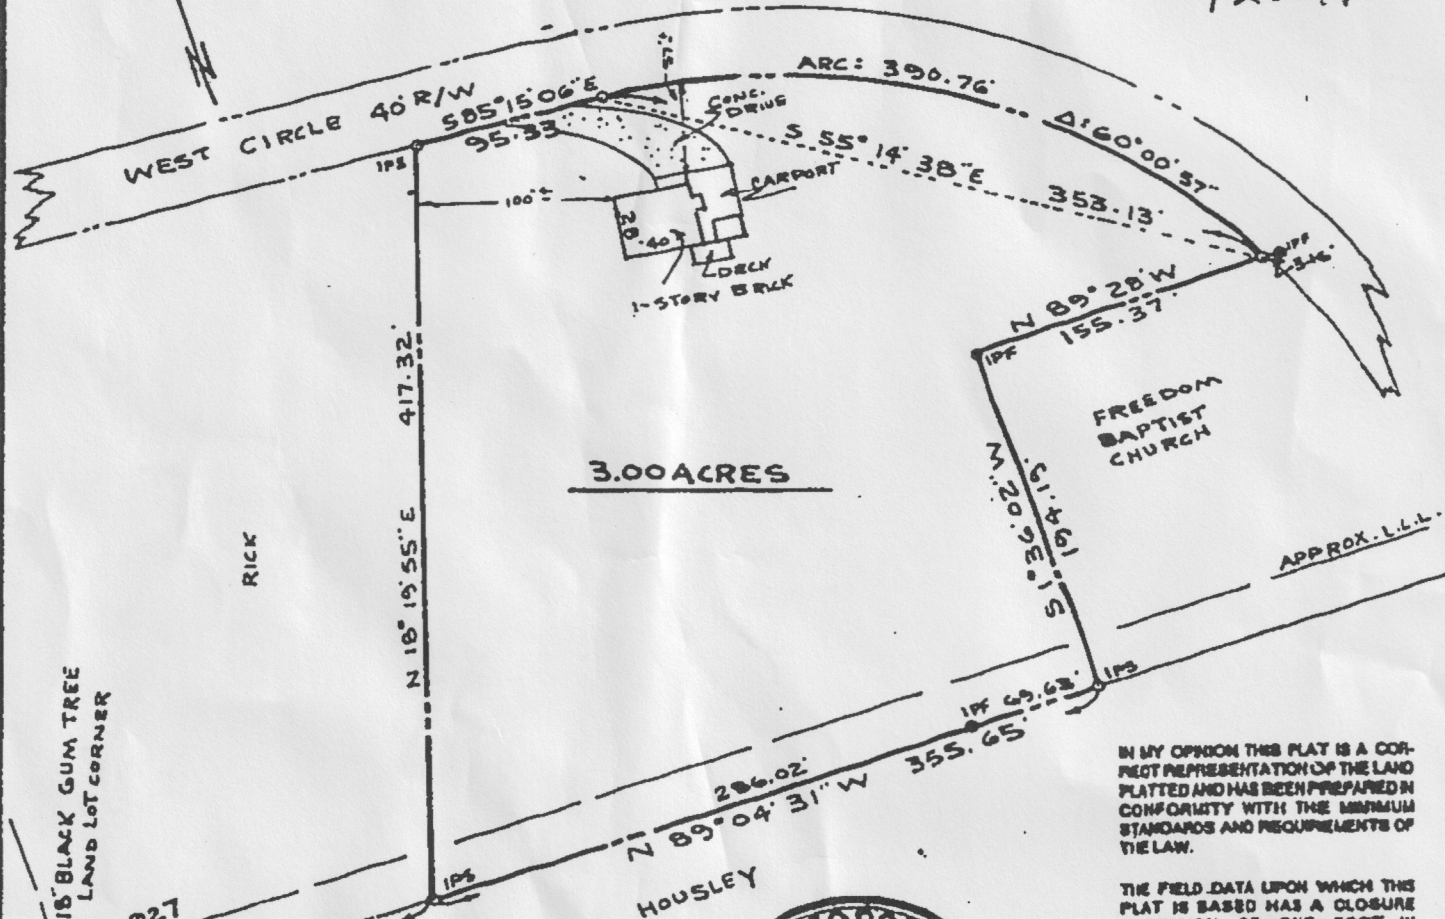 WEST CIRCLE 40' R/W
S85°15'06"E
95.33
IPS
57'±
CONC.
DRIVE
ARC: 390.76'
Δ:60°00'57"
S 55°14'38"E
353.13'
CARPORT
100'±
28'
40'
DECK
1-STORY BRICK
IPF
N 89°28'W
155.37'
IPF
FREEDOM
BAPTIST
CHURCH
417.32'
N 18°19'55"E
3.00 ACRES
194.19'
S 1°36'02"W
RICK
APPROX. L.L.L.
IPS
IPF 69.63'
286.02'
355.65'
N 89°04'31"W
IPS
HOUSLEY
18" BLACK GUM TREE
LAND LOT CORNER
927
IN MY OPINION THIS PLAT IS A COR-
RECT REPRESENTATION OF THE LAND
PLATTED AND HAS BEEN PREPARED IN
CONFORMITY WITH THE MINIMUM
STANDARDS AND REQUIREMENTS OF
THE LAW.
THE FIELD DATA UPON WHICH THIS
PLAT IS BASED HAS A CLOSURE